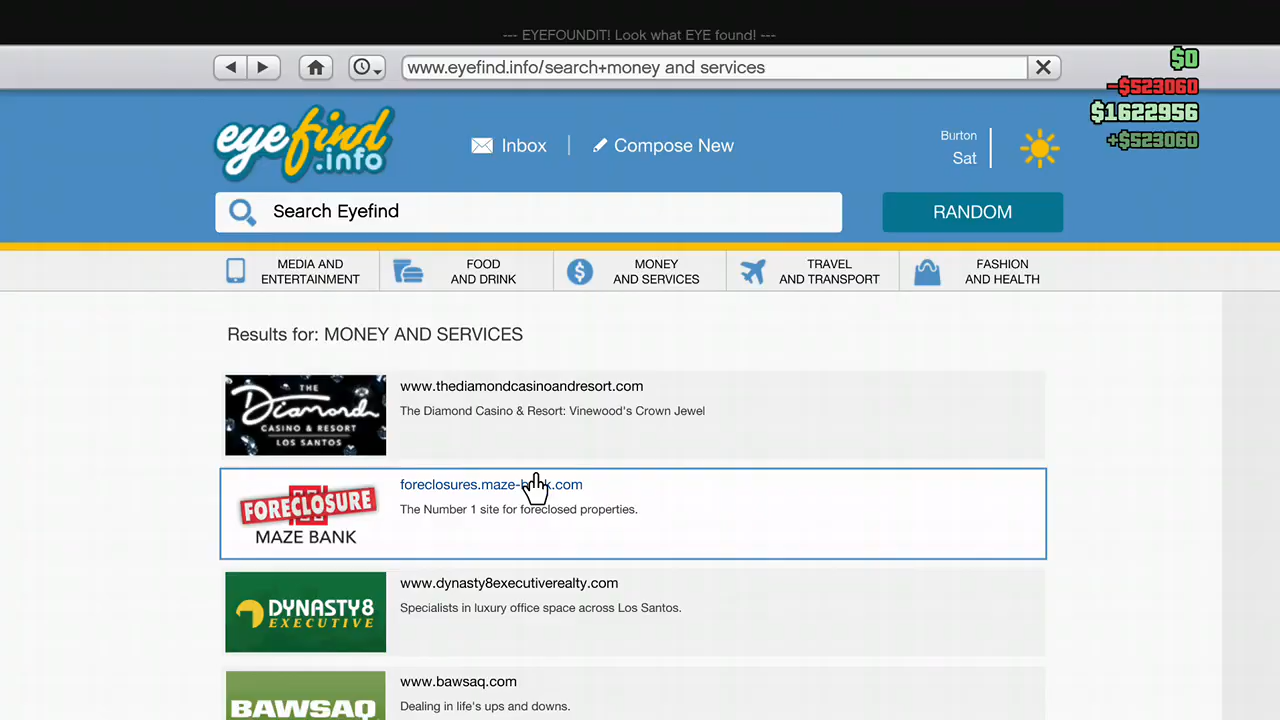 --- EYEFOUNDIT! Look what EYE found! ---
www.eyefind.info/search+money and services
$0
-$523060
$1622956
+$523060
eyefind.info
Inbox
Compose New
Burton
Sat
Search Eyefind
RANDOM
MEDIA AND
ENTERTAINMENT
FOOD
AND DRINK
MONEY
AND SERVICES
TRAVEL
AND TRANSPORT
FASHION
AND HEALTH
Results for: MONEY AND SERVICES
THE
Diamond
CASINO & RESORT
LOS SANTOS
www.thediamondcasinoandresort.com
The Diamond Casino & Resort: Vinewood's Crown Jewel
FORECLOSURE
MAZE BANK
foreclosures.maze-bank.com
The Number 1 site for foreclosed properties.
DYNASTY8
EXECUTIVE
www.dynasty8executiverealty.com
Specialists in luxury office space across Los Santos.
BAWSAQ
www.bawsaq.com
Dealing in life's ups and downs.